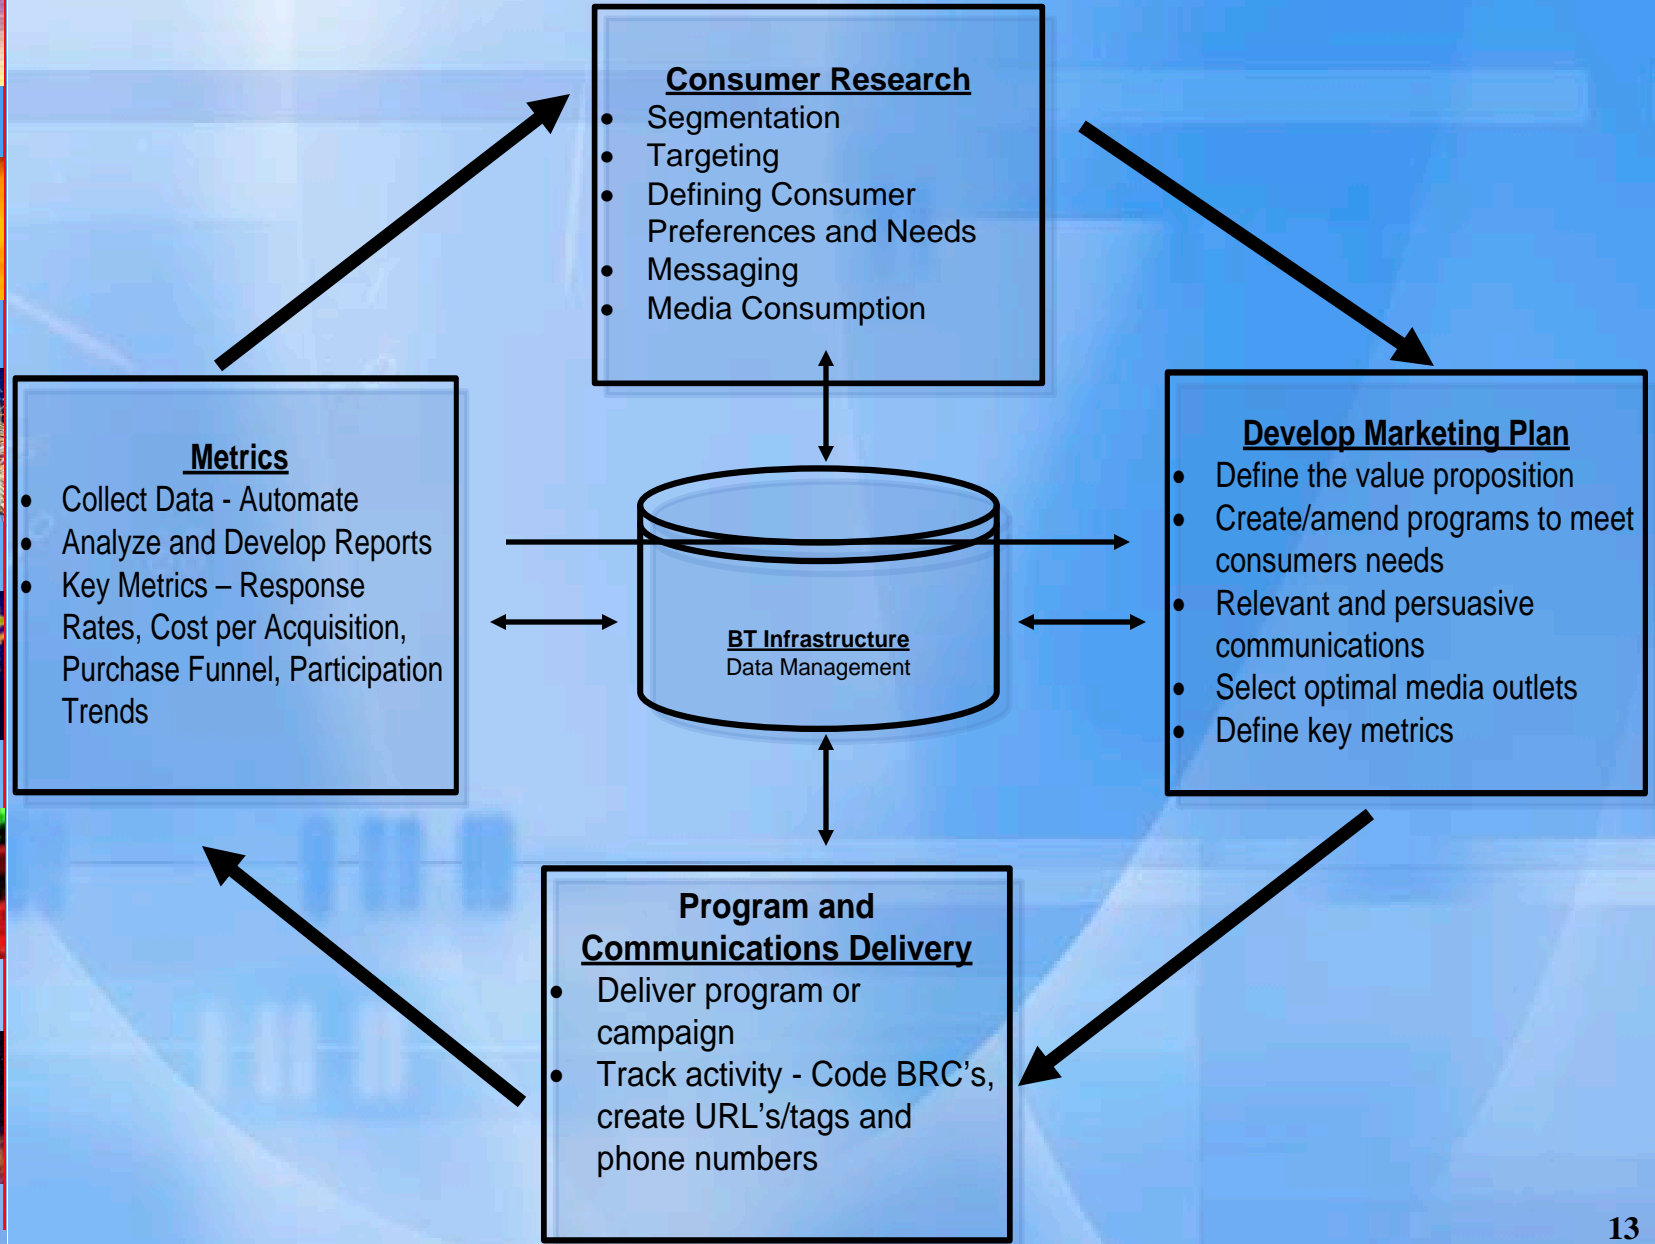 Consumer Research
• Segmentation
• Targeting
• Defining Consumer
Preferences and Needs
• Messaging
• Media Consumption
Metrics
• Collect Data - Automate
• Analyze and Develop Reports
• Key Metrics – Response
Rates, Cost per Acquisition,
Purchase Funnel, Participation
Trends
BT Infrastructure
Data Management
Develop Marketing Plan
• Define the value proposition
• Create/amend programs to meet
consumers needs
• Relevant and persuasive
communications
• Select optimal media outlets
• Define key metrics
Program and
Communications Delivery
• Deliver program or
campaign
• Track activity - Code BRC’s,
create URL’s/tags and
phone numbers
13